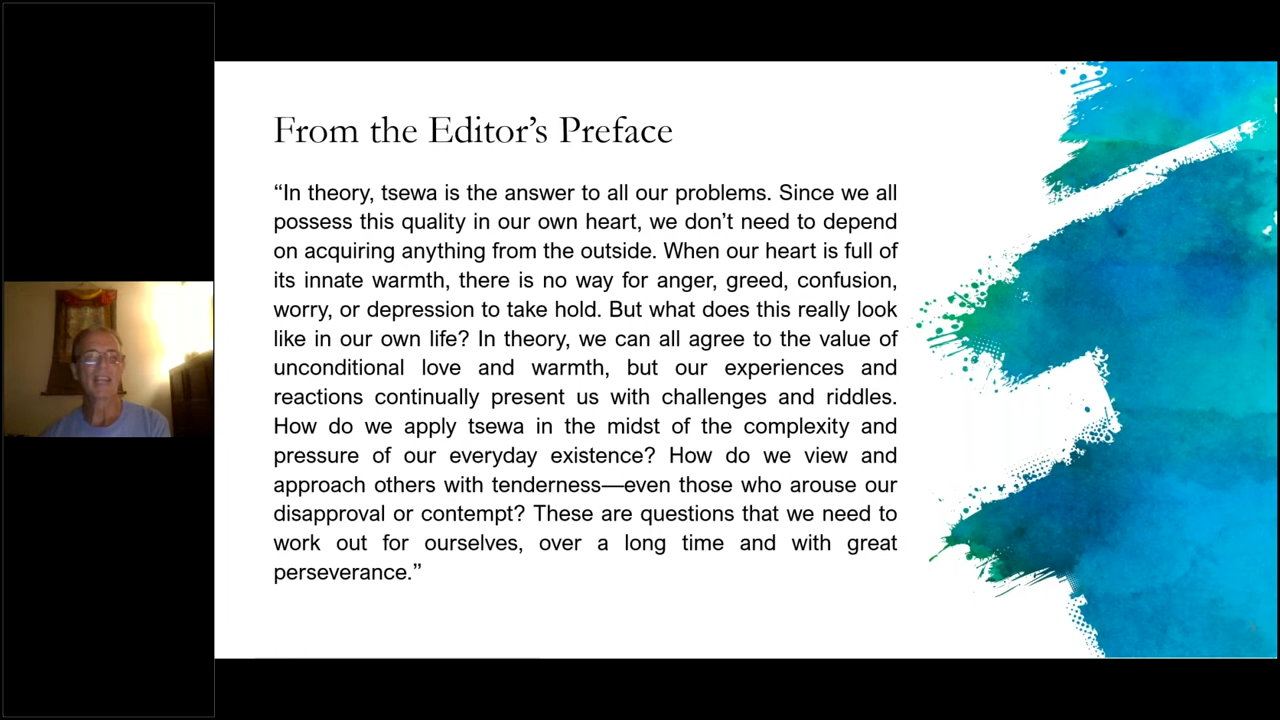 From the Editor’s Preface
“In theory, tsewa is the answer to all our problems. Since we all
possess this quality in our own heart, we don’t need to depend
on acquiring anything from the outside. When our heart is full of
its innate warmth, there is no way for anger, greed, confusion,
worry, or depression to take hold. But what does this really look
like in our own life? In theory, we can all agree to the value of
unconditional love and warmth, but our experiences and
reactions continually present us with challenges and riddles.
How do we apply tsewa in the midst of the complexity and
pressure of our everyday existence? How do we view and
approach others with tenderness—even those who arouse our
disapproval or contempt? These are questions that we need to
work out for ourselves, over a long time and with great
perseverance.”